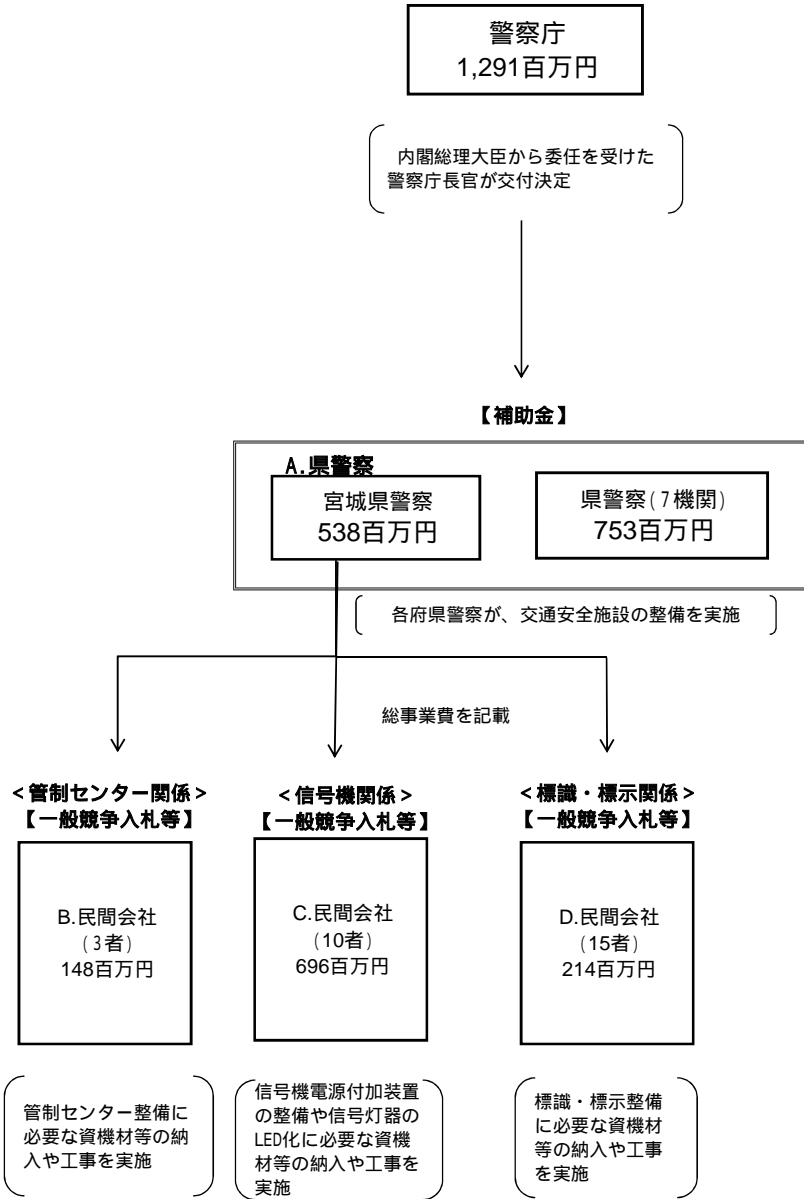 警察庁
1,291百万円
内閣総理大臣から委任を受けた
警察庁長官が交付決定
【補助金】
A.県警察
宮城県警察
538百万円
県警察(7機関)
753百万円
各府県警察が、交通安全施設の整備を実施
総事業費を記載
<管制センター関係>
【一般競争入札等】
<信号機関係>
【一般競争入札等】
<標識・標示関係>
【一般競争入札等】
B.民間会社
(3者)
148百万円
C.民間会社
(10者)
696百万円
D.民間会社
(15者)
214百万円
管制センター整備に
必要な資機材等の納
入や工事を実施
信号機電源付加装置
の整備や信号灯器の
LED化に必要な資機
材等の納入や工事を
実施
標識・標示整備
に必要な資機材
等の納入や工事
を実施